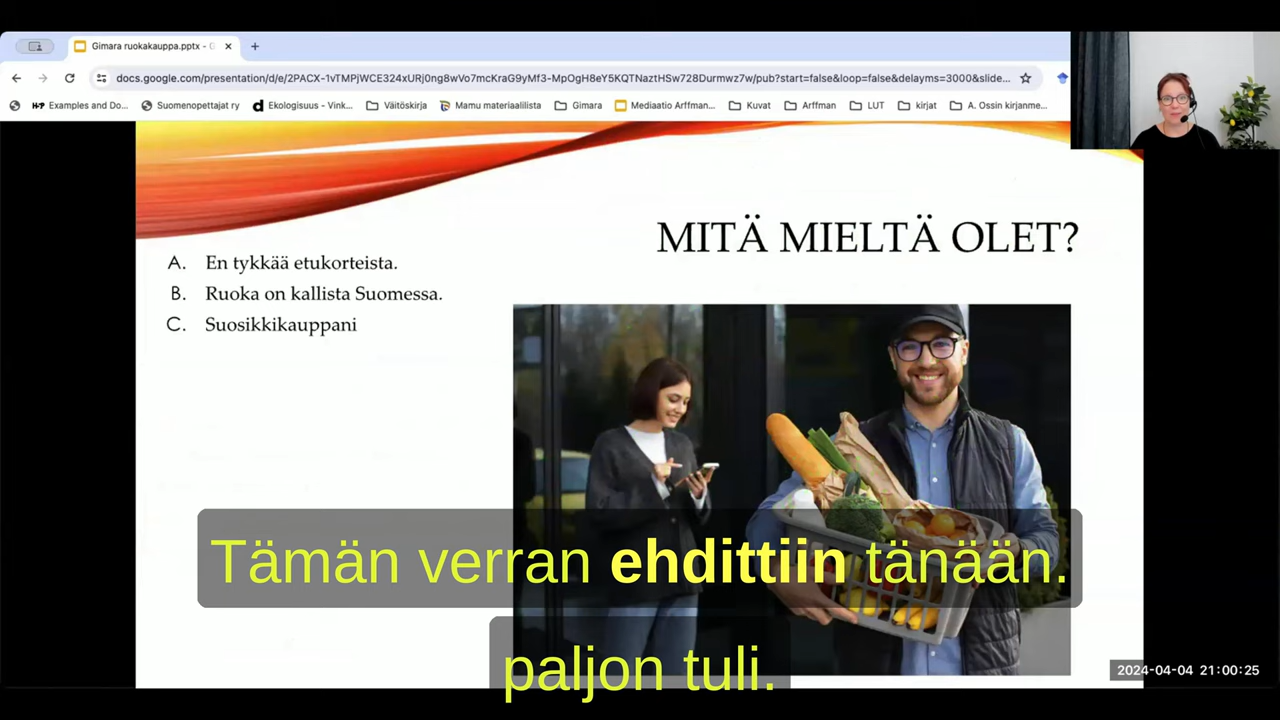 Gimara ruokakauppa.pptx - G
docs.google.com/presentation/d/e/2PACX-1vTMPjWCE324xURj0ng8wVo7mcKraG9yMf3-MpOgH8eY5KQTNaztHSw728Durmwz7w/pub?start=false&loop=false&delayms=3000&slide...
Examples and Do... Suomenopettajat ry Ekologisuus - Vink... Väitöskirja Mamu materiaalilista Gimara Mediaatio Arffman... Kuvat Arffman LUT kirjat A. Ossin kirjanme...
MITÄ MIELTÄ OLET?
A. En tykkää etukorteista.
B. Ruoka on kallista Suomessa.
C. Suosikkikauppani
Tämän verran ehdittiin tänään.
paljon tuli.
2024-04-04 21:00:25